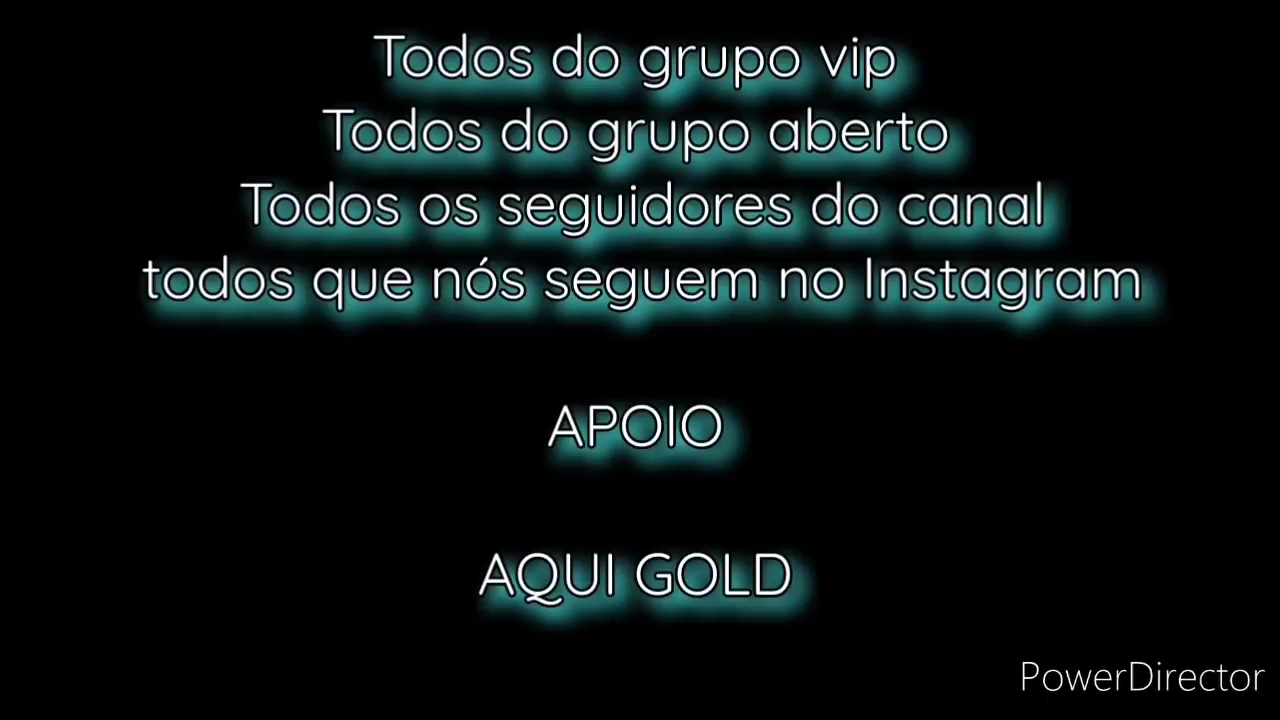 Todos do grupo vip
Todos do grupo aberto
Todos os seguidores do canal
todos que nós seguem no Instagram
APOIO
AQUI GOLD
PowerDirector